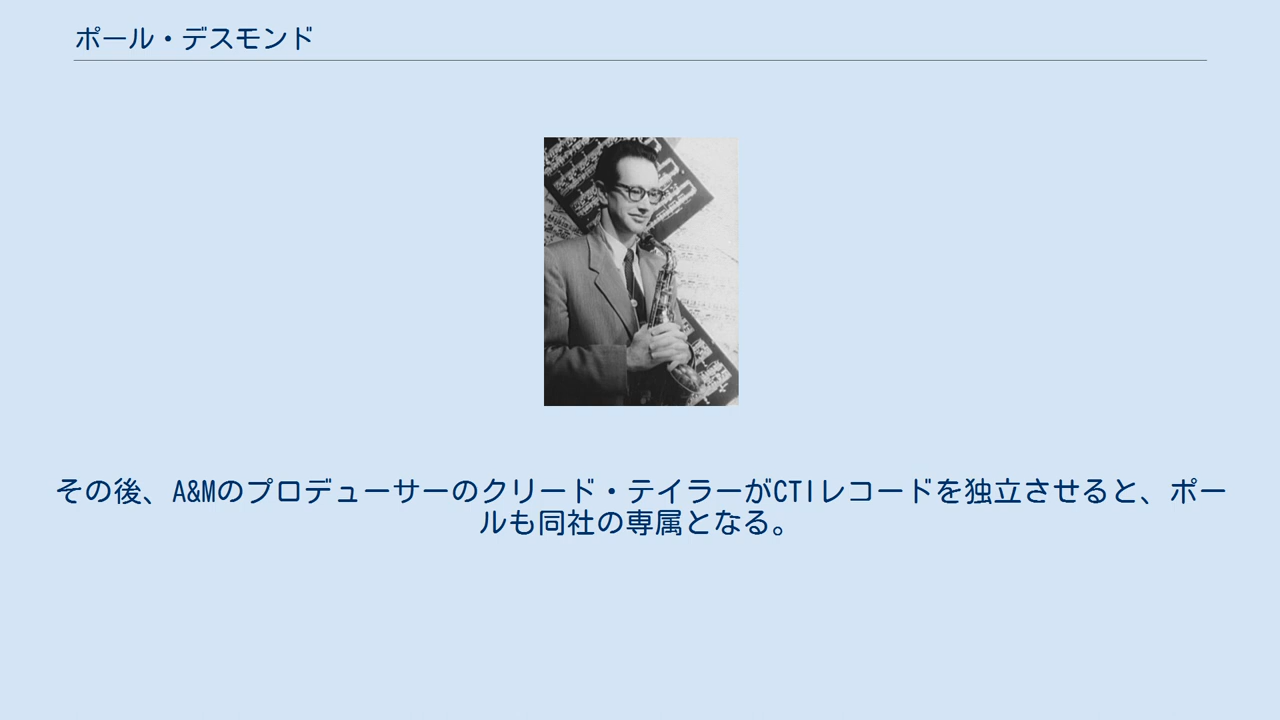 ポール・デスモンド
その後、A&Mのプロデューサーのクリード・テイラーがCTIレコードを独立させると、ポー
ルも同社の専属となる。